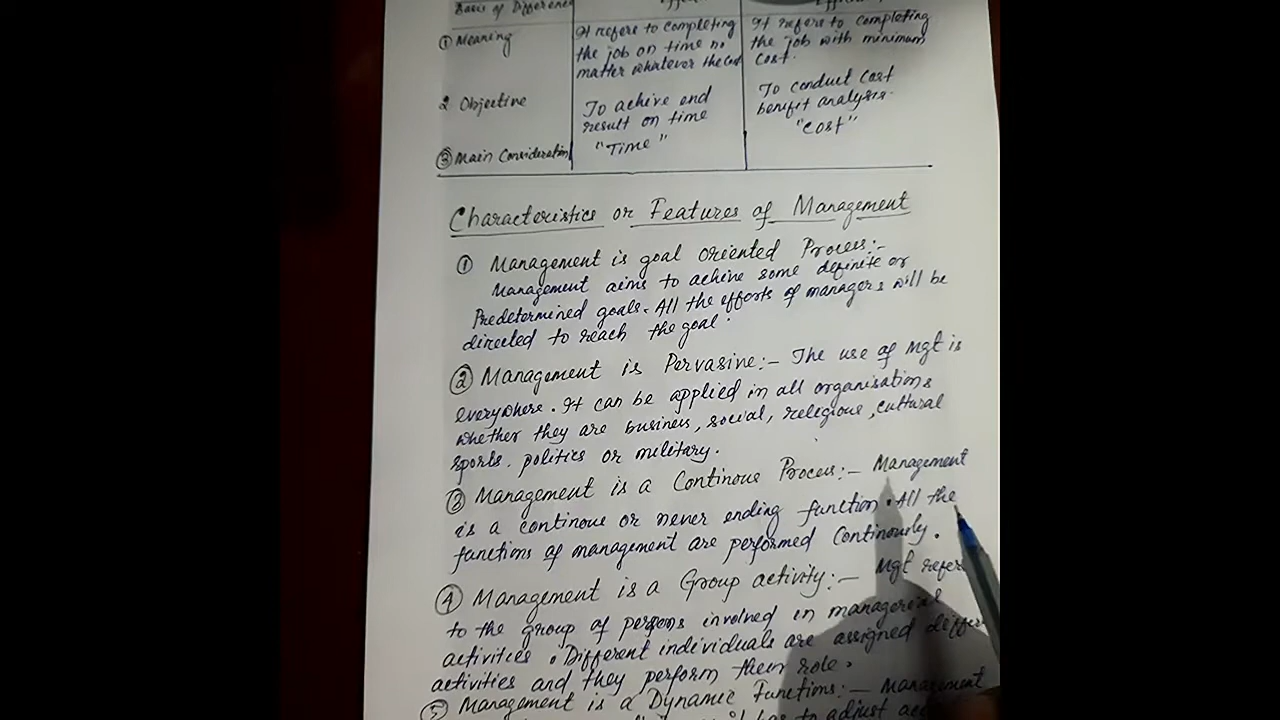 Basis of Difference
① Meaning
It refers to completing
the job on time no
matter whatever the cost
It refers to completing
the job with minimum
cost.
2 Objective
To achive end
result on time
To conduct cost
benefit analysis.
③ Main Consideration
"Time"
"Cost"
Characteristics or Features of Management
① Management is goal oriented Process:-
Management aims to achive some definite or
Predetermined goals. All the efforts of managers will be
directed to reach the goal.
② Management is Pervasive:- The use of Mgt is
everywhere. It can be applied in all organisations
whether they are business, social, religious, cultural
sports, politics or military.
③ Management is a Continous Process:- Management
is a continous or never ending function. All the
functions of management are performed Continously.
④ Management is a Group activity:- Mgt refers
to the group of persons involved in managerial
activities. Different individuals are assigned
activities and they perform their role.
⑤ Management is a Dynamic Functions:- Management
has to adjust